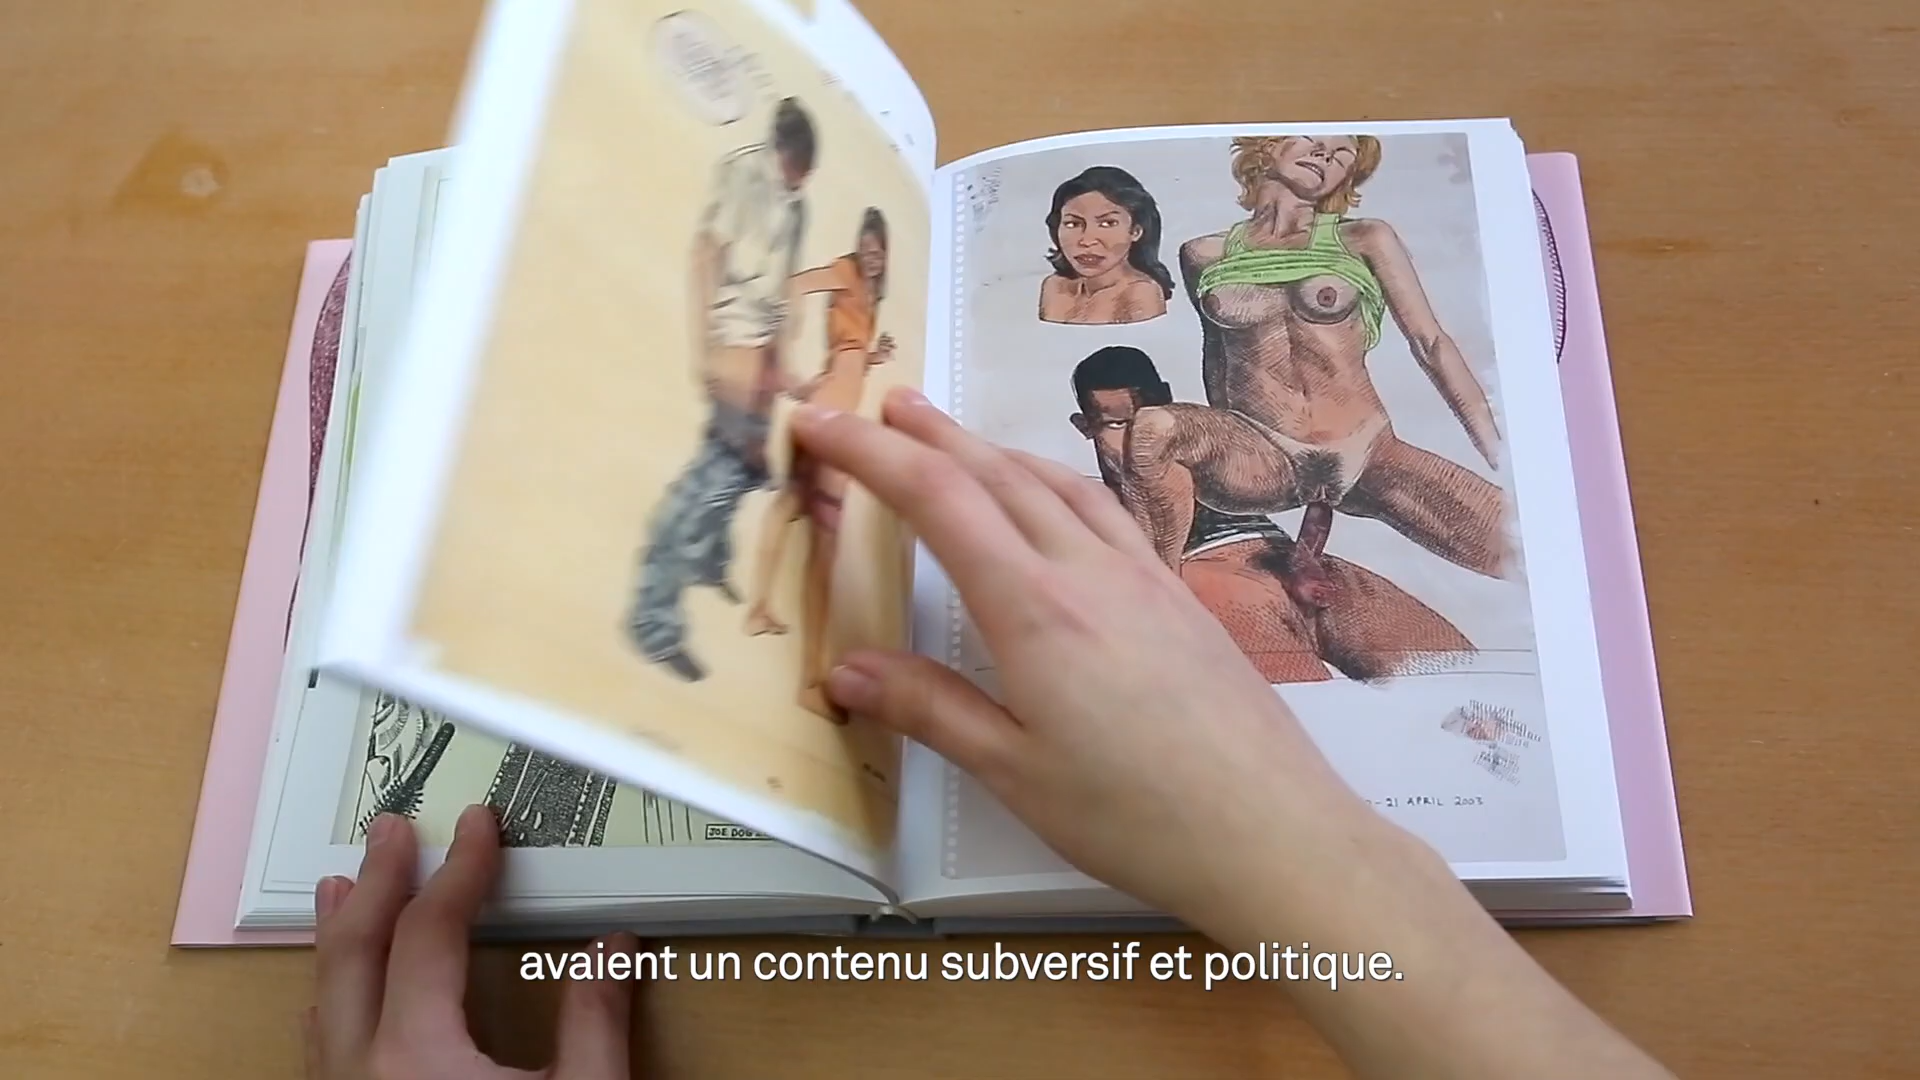 JOE DOG
- 21 APRIL 2003
avaient un contenu subversif et politique.